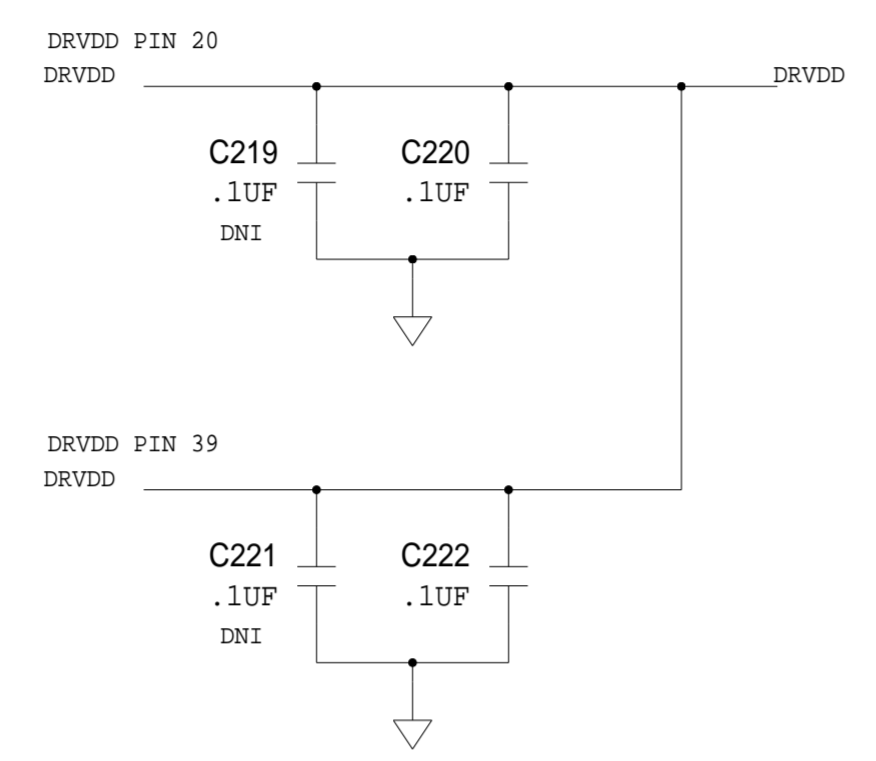 DRVDD PIN 20
DRVDD
DRVDD
C219
C220
.1UF
.1UF
DNI
DRVDD PIN 39
DRVDD
C221
C222
.1UF
.1UF
DNI